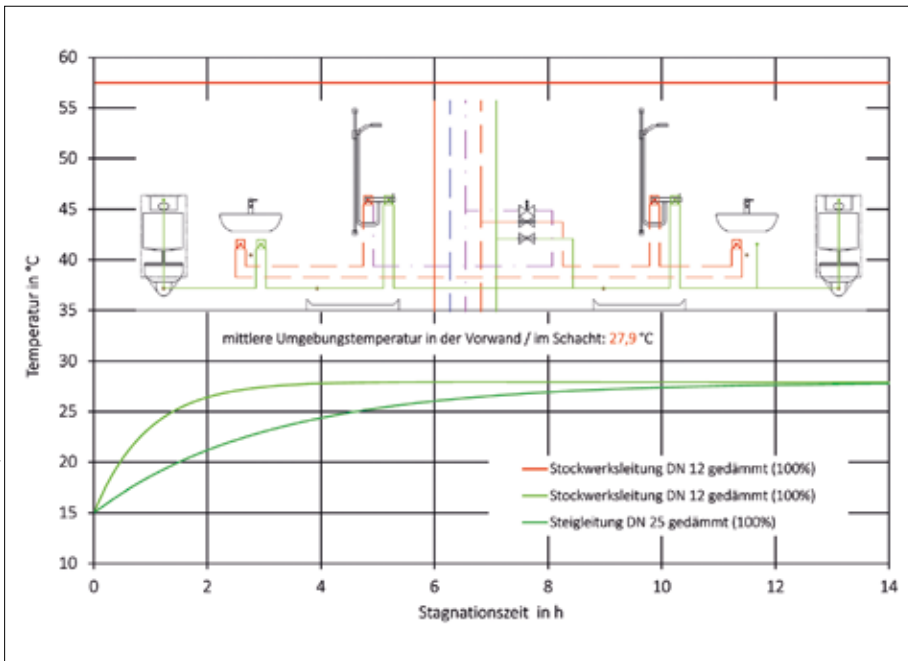 60
55
50
45
40
35
30
25
20
15
10
Temperatur in °C
mittlere Umgebungstemperatur in der Vorwand / im Schacht: 27,9 °C
Stockwerksleitung DN 12 gedämmt (100%)
Stockwerksleitung DN 12 gedämmt (100%)
Steigleitung DN 25 gedämmt (100%)
0 2 4 6 8 10 12 14
Stagnationszeit in h